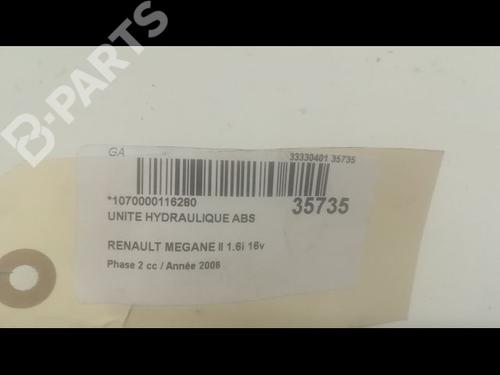 B-PARTS
GA
33330401 35735
*1070000116280
35735
UNITE HYDRAULIQUE ABS
RENAULT MEGANE II 1.6i 16v
Phase 2 cc / Année 2006